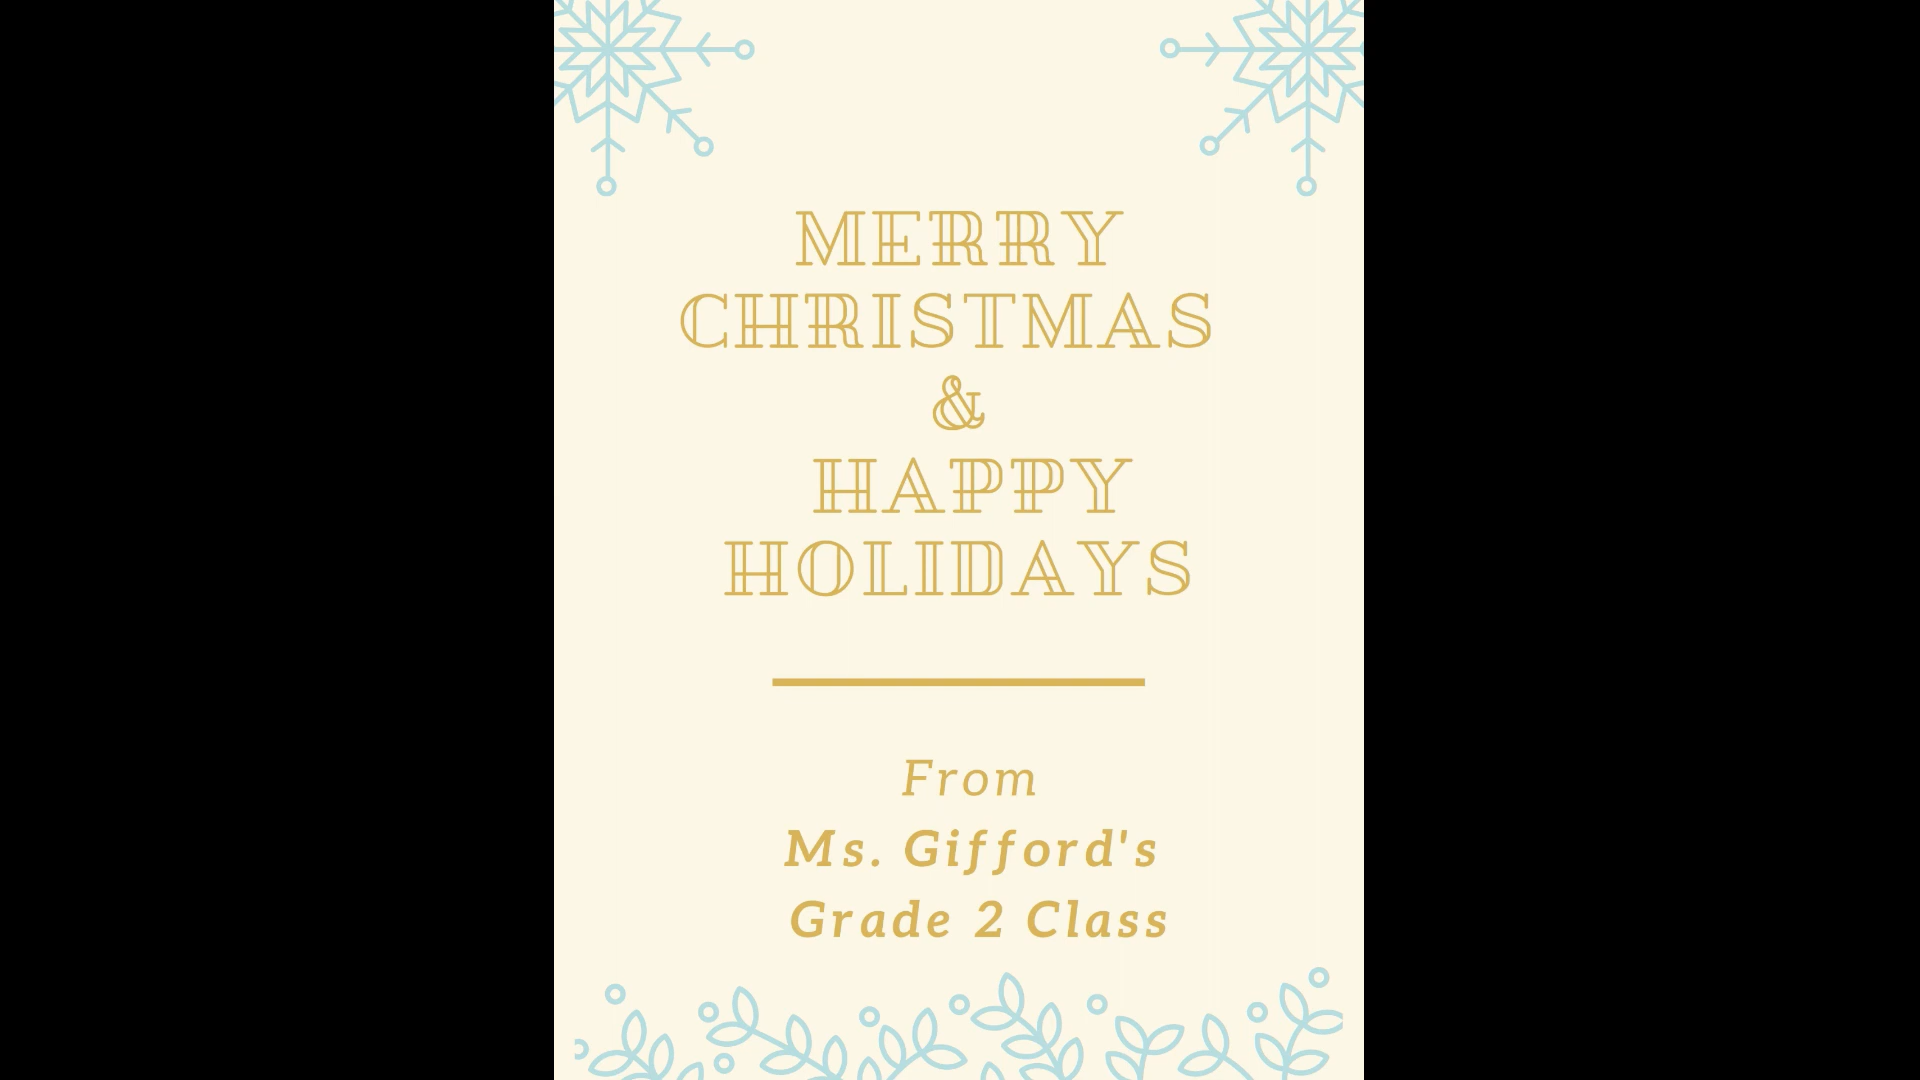 MERRY
CHRISTMAS
&
HAPPY
HOLIDAYS
From
Ms. Gifford's
Grade 2 Class